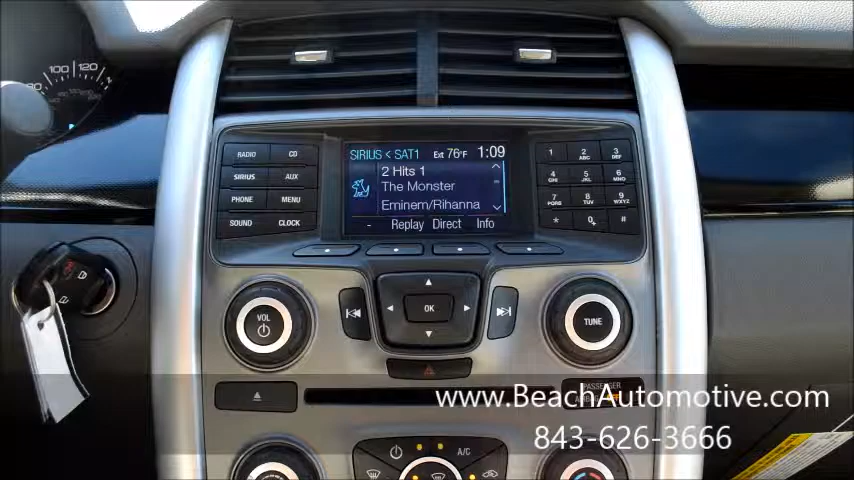 100 120
SIRIUS < SAT1 Ext 76°F 1:09
2 Hits 1
The Monster
Eminem/Rihanna
- Replay Direct Info
RADIO CD
SIRIUS AUX
PHONE MENU
SOUND CLOCK
1 2 ABC 3 DEF
4 GHI 5 JKL 6 MNO
7 PQRS 8 TUV 9 WXYZ
* 0+ #
VOL
OK
TUNE
PASSENGER
AIRBAG
www.BeachAutomotive.com
843-626-3666
A/C